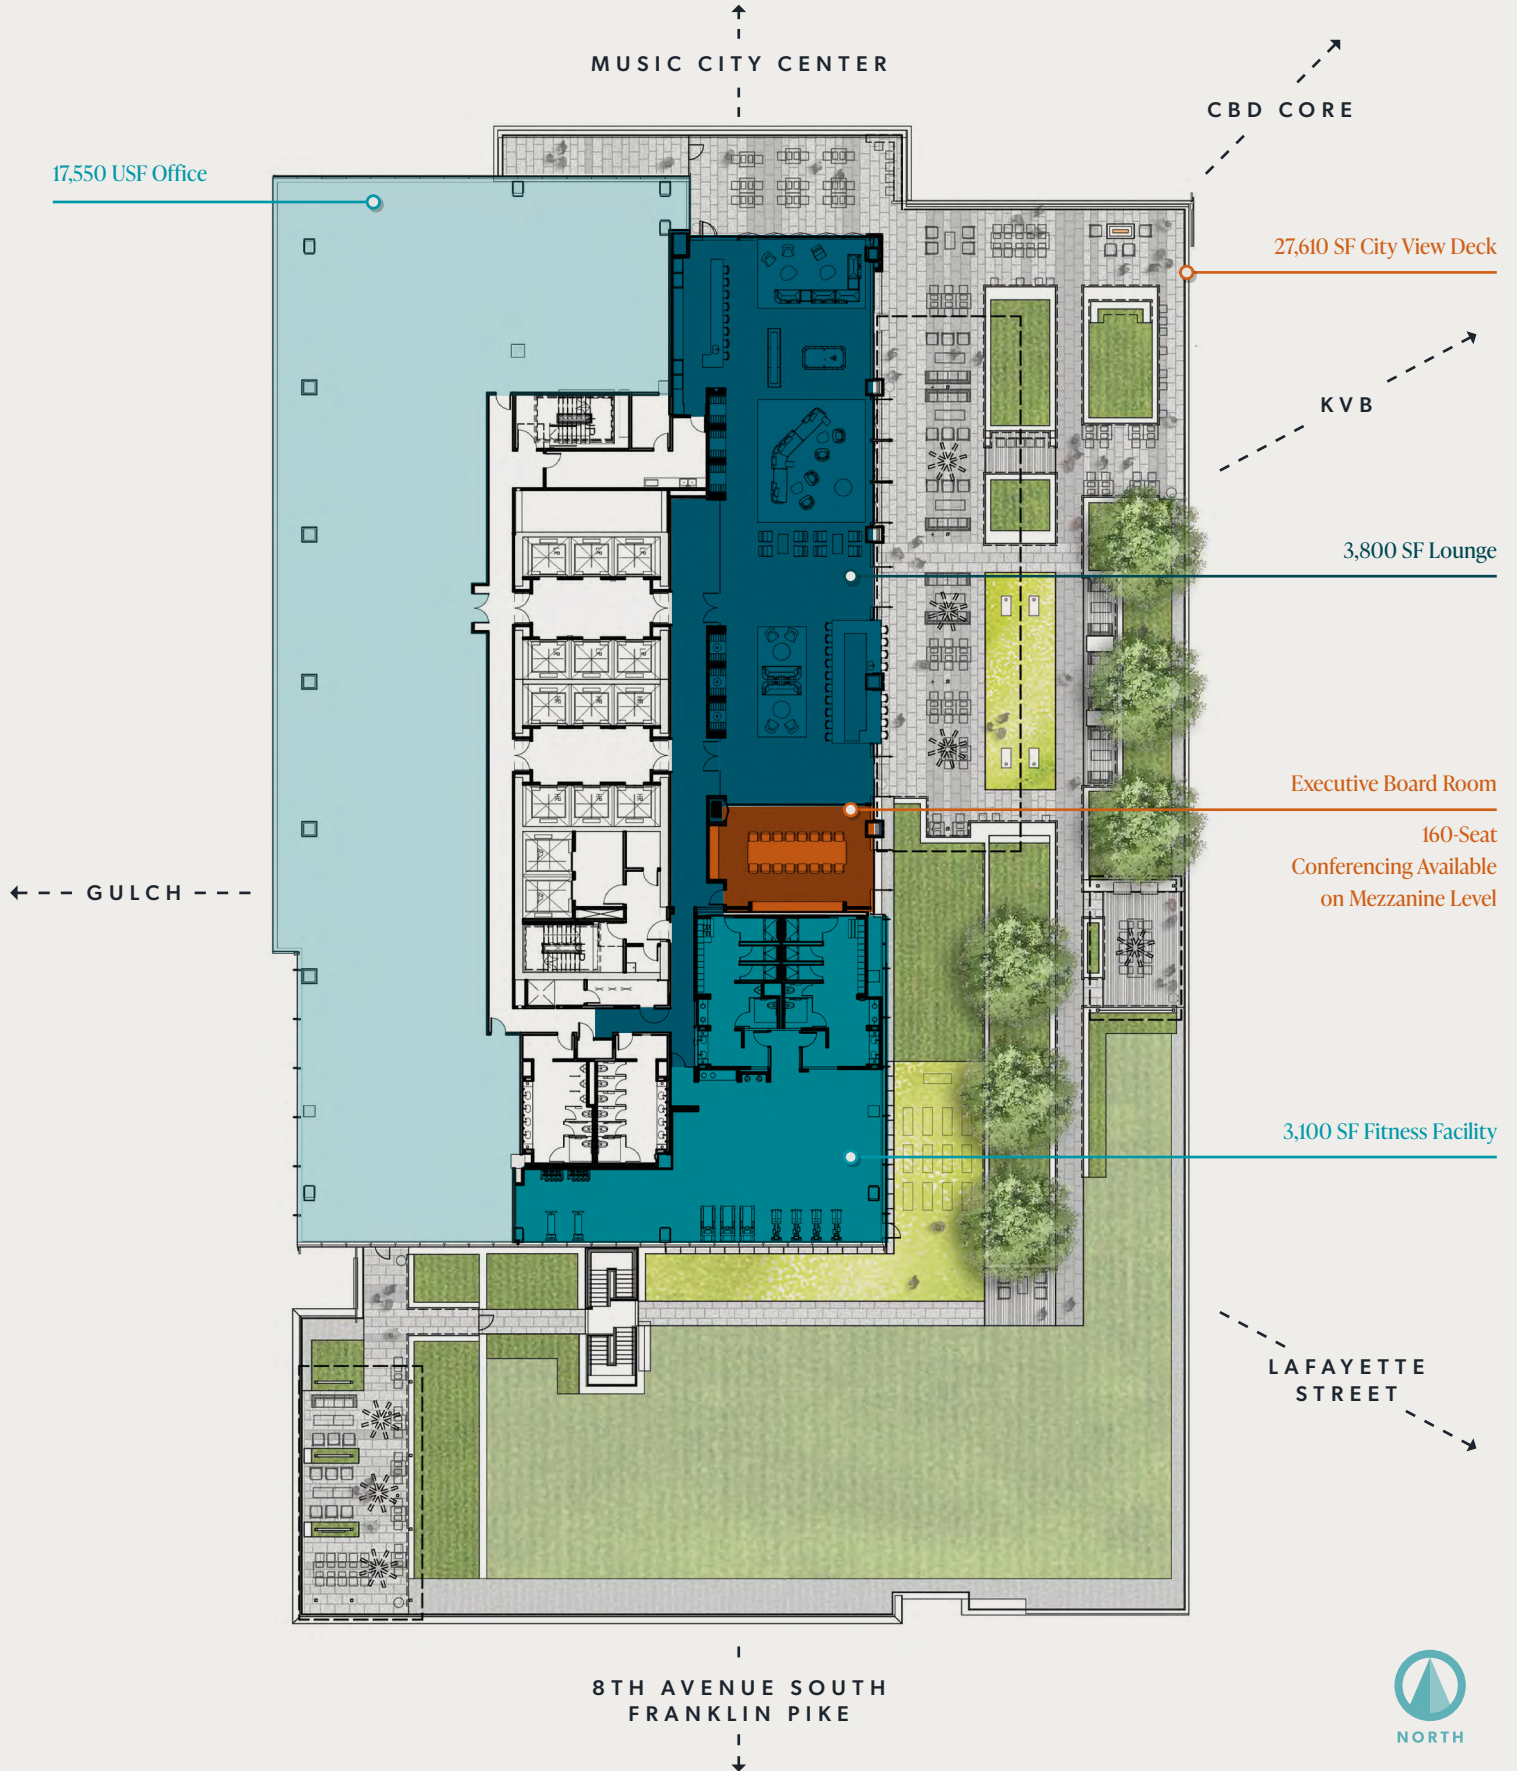 MUSIC CITY CENTER
CBD CORE
17,550 USF Office
27,610 SF City View Deck
KVB
3,800 SF Lounge
Executive Board Room
160-Seat
Conferencing Available
on Mezzanine Level
GULCH
3,100 SF Fitness Facility
LAFAYETTE
STREET
8TH AVENUE SOUTH
FRANKLIN PIKE
NORTH